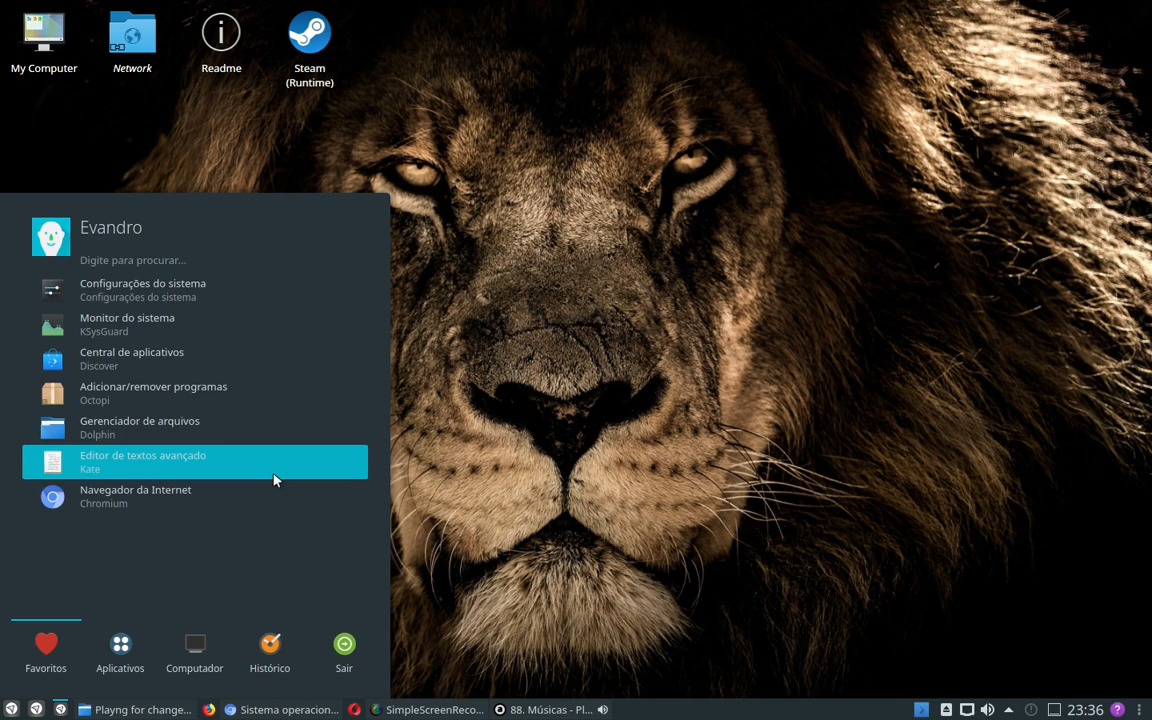 My Computer
Network
Readme
Steam
(Runtime)
Evandro
Digite para procurar...
Configurações do sistema
Configurações do sistema
Monitor do sistema
KSysGuard
Central de aplicativos
Discover
Adicionar/remover programas
Octopi
Gerenciador de arquivos
Dolphin
Editor de textos avançado
Kate
Navegador da Internet
Chromium
Favoritos
Aplicativos
Computador
Histórico
Sair
Playng for change...
Sistema operacion...
SimpleScreenReco...
88. Músicas - Pl...
23:36